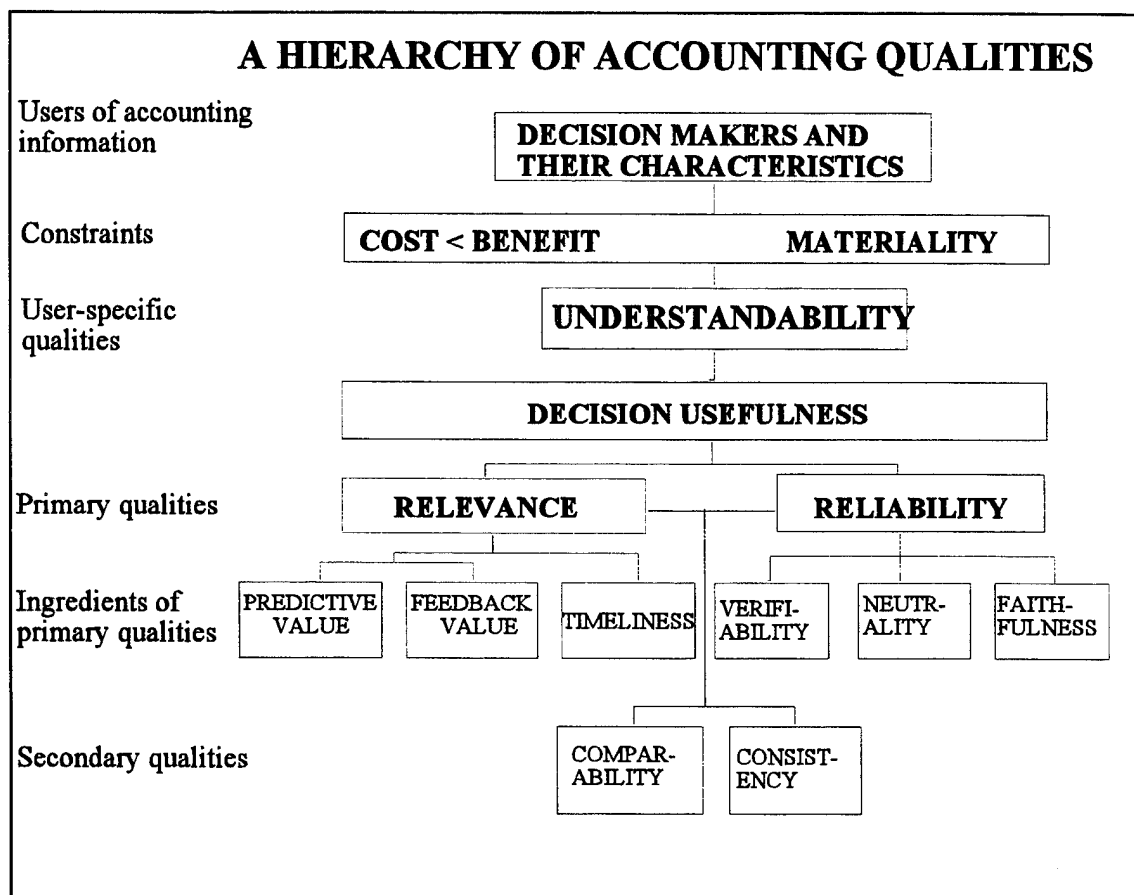 A HIERARCHY OF ACCOUNTING QUALITIES
Users of accounting
information
DECISION MAKERS AND
THEIR CHARACTERISTICS
Constraints
COST < BENEFIT
MATERIALITY
User-specific
qualities
UNDERSTANDABILITY
DECISION USEFULNESS
Primary qualities
RELEVANCE
RELIABILITY
Ingredients of
primary qualities
PREDICTIVE
VALUE
FEEDBACK
VALUE
TIMELINESS
VERIFI-
ABILITY
NEUTR-
ALITY
FAITH-
FULNESS
Secondary qualities
COMPAR-
ABILITY
CONSIST-
ENCY